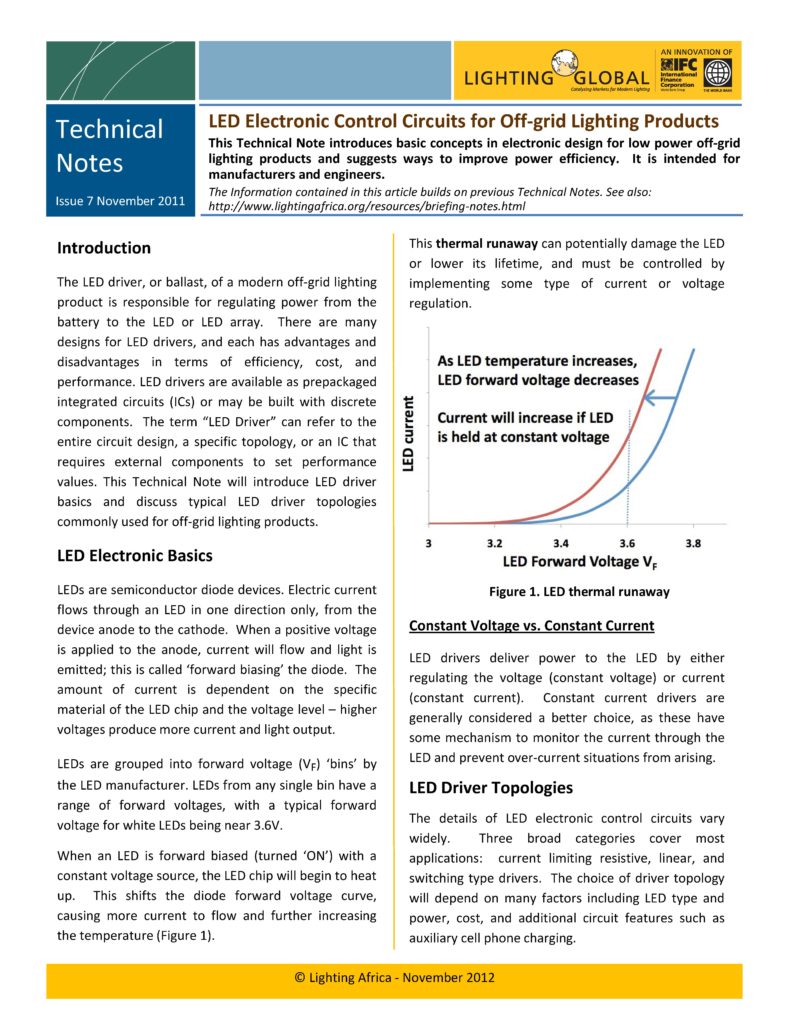 LIGHTING GLOBAL
Catalyzing Markets for Modern Lighting
AN INNOVATION OF
IFC
International
Finance
Corporation
World Bank Group
THE WORLD BANK
Technical
Notes
Issue 7 November 2011
LED Electronic Control Circuits for Off-grid Lighting Products
This Technical Note introduces basic concepts in electronic design for low power off-grid
lighting products and suggests ways to improve power efficiency. It is intended for
manufacturers and engineers.
The Information contained in this article builds on previous Technical Notes. See also:
http://www.lightingafrica.org/resources/briefing-notes.html
Introduction
The LED driver, or ballast, of a modern off-grid lighting
product is responsible for regulating power from the
battery to the LED or LED array. There are many
designs for LED drivers, and each has advantages and
disadvantages in terms of efficiency, cost, and
performance. LED drivers are available as prepackaged
integrated circuits (ICs) or may be built with discrete
components. The term “LED Driver” can refer to the
entire circuit design, a specific topology, or an IC that
requires external components to set performance
values. This Technical Note will introduce LED driver
basics and discuss typical LED driver topologies
commonly used for off-grid lighting products.
LED Electronic Basics
LEDs are semiconductor diode devices. Electric current
flows through an LED in one direction only, from the
device anode to the cathode. When a positive voltage
is applied to the anode, current will flow and light is
emitted; this is called ‘forward biasing’ the diode. The
amount of current is dependent on the specific
material of the LED chip and the voltage level – higher
voltages produce more current and light output.
LEDs are grouped into forward voltage (VF) ‘bins’ by
the LED manufacturer. LEDs from any single bin have a
range of forward voltages, with a typical forward
voltage for white LEDs being near 3.6V.
When an LED is forward biased (turned ‘ON’) with a
constant voltage source, the LED chip will begin to heat
up. This shifts the diode forward voltage curve,
causing more current to flow and further increasing
the temperature (Figure 1).
This thermal runaway can potentially damage the LED
or lower its lifetime, and must be controlled by
implementing some type of current or voltage
regulation.
As LED temperature increases,
LED forward voltage decreases
Current will increase if LED
is held at constant voltage
LED current
3 3.2 3.4 3.6 3.8
LED Forward Voltage VF
Figure 1. LED thermal runaway
Constant Voltage vs. Constant Current
LED drivers deliver power to the LED by either
regulating the voltage (constant voltage) or current
(constant current). Constant current drivers are
generally considered a better choice, as these have
some mechanism to monitor the current through the
LED and prevent over-current situations from arising.
LED Driver Topologies
The details of LED electronic control circuits vary
widely. Three broad categories cover most
applications: current limiting resistive, linear, and
switching type drivers. The choice of driver topology
will depend on many factors including LED type and
power, cost, and additional circuit features such as
auxiliary cell phone charging.
© Lighting Africa - November 2012